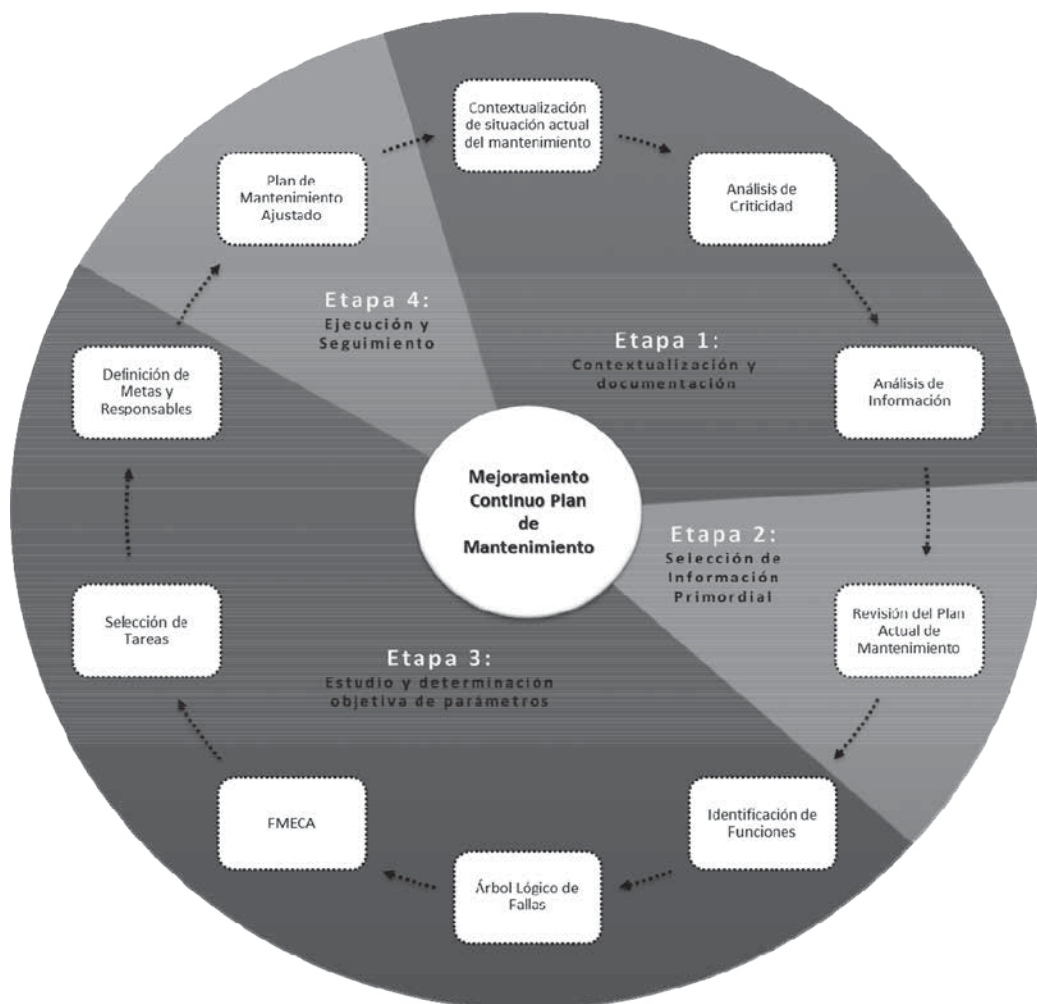 Contextualización
de situación actual
del mantenimiento
Análisis de
Criticidad
Análisis de
Información
Revisión del Plan
Actual de
Mantenimiento
Identificación de
Funciones
Árbol Lógico de
Fallas
FMECA
Selección de
Tareas
Definición de
Metas y
Responsables
Plan de
Mantenimiento
Ajustado
Etapa 1:
Contextualización y
documentación
Etapa 2:
Selección de
Información
Primordial
Etapa 3:
Estudio y determinación
objetiva de parámetros
Etapa 4:
Ejecución y
Seguimiento
Mejoramiento
Continuo Plan
de
Mantenimiento